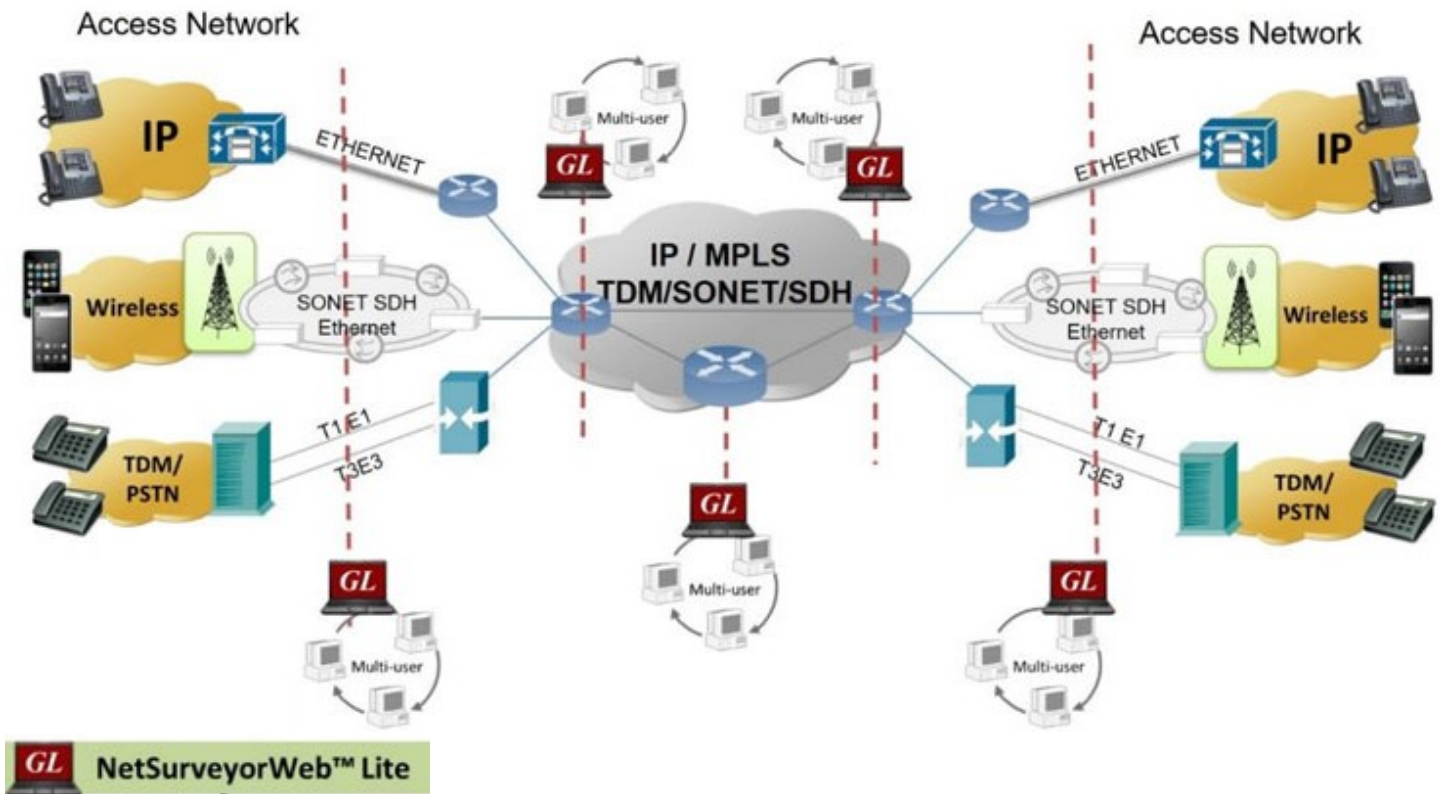 Access Network
Access Network
IP
ETHERNET
Multi-user
GL
Multi-user
GL
ETHERNET
IP
Wireless
SONET SDH
Ethernet
IP / MPLS
TDM/SONET/SDH
SONET SDH
Ethernet
Wireless
TDM/
PSTN
T1 E1
T3E3
GL
Multi-user
T1 E1
T3E3
TDM/
PSTN
GL
Multi-user
GL
Multi-user
GL NetSurveyorWeb™ Lite